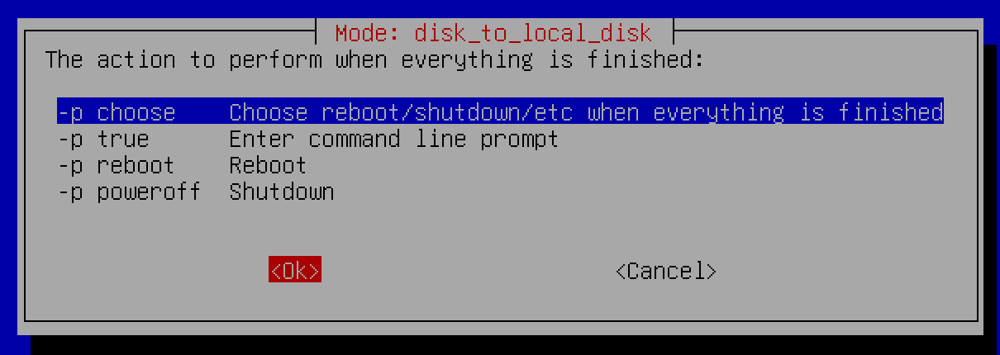 Mode: disk_to_local_disk
The action to perform when everything is finished:
-p choose Choose reboot/shutdown/etc when everything is finished
-p true Enter command line prompt
-p reboot Reboot
-p poweroff Shutdown
<Ok> <Cancel>